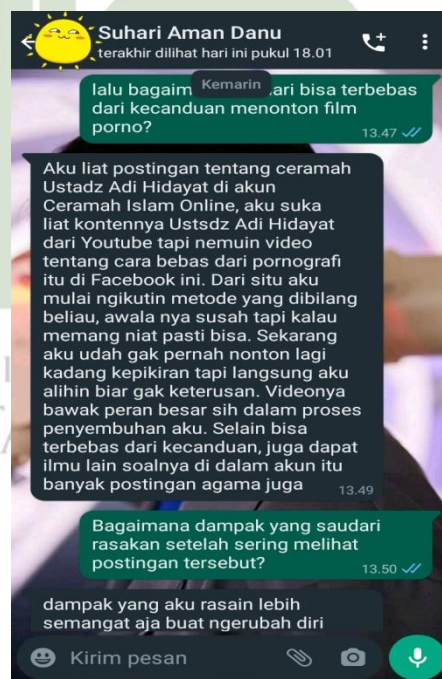 Suhari Aman Danu
terakhir dilihat hari ini pukul 18.01
Kemarin
lalu bagaim ari bisa terbebas
dari kecanduan menonton film
porno?
13.47
Aku liat postingan tentang ceramah
Ustadz Adi Hidayat di akun
Ceramah Islam Online, aku suka
liat kontennya Ustsdz Adi Hidayat
dari Youtube tapi nemuin video
tentang cara bebas dari pornografi
itu di Facebook ini. Dari situ aku
mulai ngikutin metode yang dibilang
beliau, awala nya susah tapi kalau
memang niat pasti bisa. Sekarang
aku udah gak pernah nonton lagi
kadang kepikiran tapi langsung aku
alihin biar gak keterusan. Videonya
bawak peran besar sih dalam proses
penyembuhan aku. Selain bisa
terbebas dari kecanduan, juga dapat
ilmu lain soalnya di dalam akun itu
banyak postingan agama juga
13.49
Bagaimana dampak yang saudari
rasakan setelah sering melihat
postingan tersebut?
13.50
dampak yang aku rasain lebih
semangat aja buat ngerubah diri
Kirim pesan